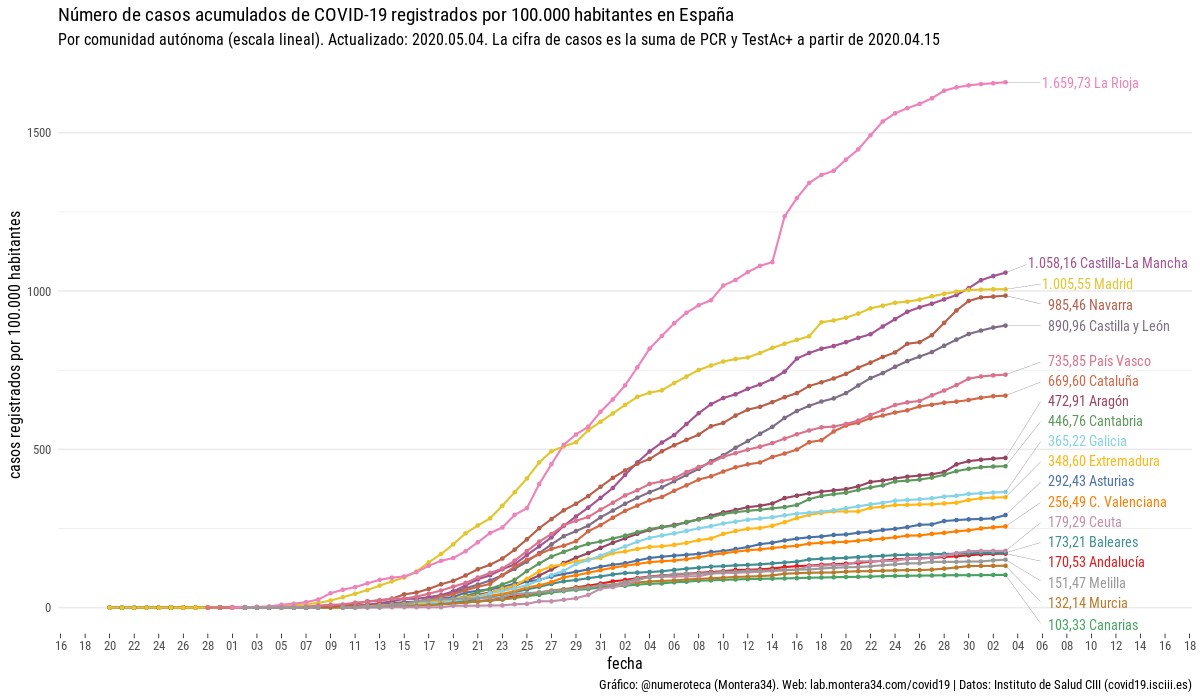 Número de casos acumulados de COVID-19 registrados por 100.000 habitantes en España
Por comunidad autónoma (escala lineal). Actualizado: 2020.05.04. La cifra de casos es la suma de PCR y TestAc+ a partir de 2020.04.15
casos registrados por 100.000 habitantes
1500
1000
500
0
1.659,73 La Rioja
1.058,16 Castilla-La Mancha
1.005,55 Madrid
985,46 Navarra
890,96 Castilla y León
735,85 País Vasco
669,60 Cataluña
472,91 Aragón
446,76 Cantabria
365,22 Galicia
348,60 Extremadura
292,43 Asturias
256,49 C. Valenciana
179,29 Ceuta
173,21 Baleares
170,53 Andalucía
151,47 Melilla
132,14 Murcia
103,33 Canarias
16 18 20 22 24 26 28 01 03 05 07 09 11 13 15 17 19 21 23 25 27 29 31 02 04 06 08 10 12 14 16 18 20 22 24 26 28 30 02 04 06 08 10 12 14 16 18
fecha
Gráfico: @numeroteca (Montera34). Web: lab.montera34.com/covid19 | Datos: Instituto de Salud CIII (covid19.isciii.es)